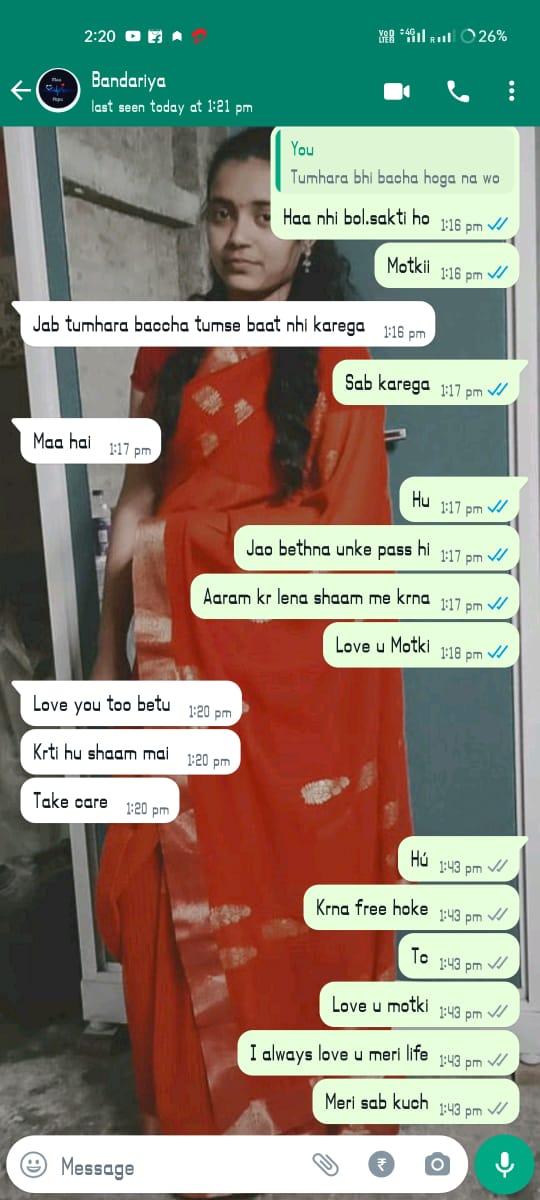 2:20 26%
Bandariya
last seen today at 1:21 pm
You
Tumhara bhi bacha hoga na wo
Haa nhi bol.sakti ho 1:16 pm
Motkii 1:16 pm
Jab tumhara baccha tumse baat nhi karega 1:16 pm
Sab karega 1:17 pm
Maa hai 1:17 pm
Hu 1:17 pm
Jao bethna unke pass hi 1:17 pm
Aaram kr lena shaam me krna 1:17 pm
Love u Motki 1:18 pm
Love you too betu 1:20 pm
Krti hu shaam mai 1:20 pm
Take care 1:20 pm
Hú 1:43 pm
Krna free hoke 1:43 pm
To 1:43 pm
Love u motki 1:43 pm
I always love u meri life 1:43 pm
Meri sab kuch 1:43 pm
Message